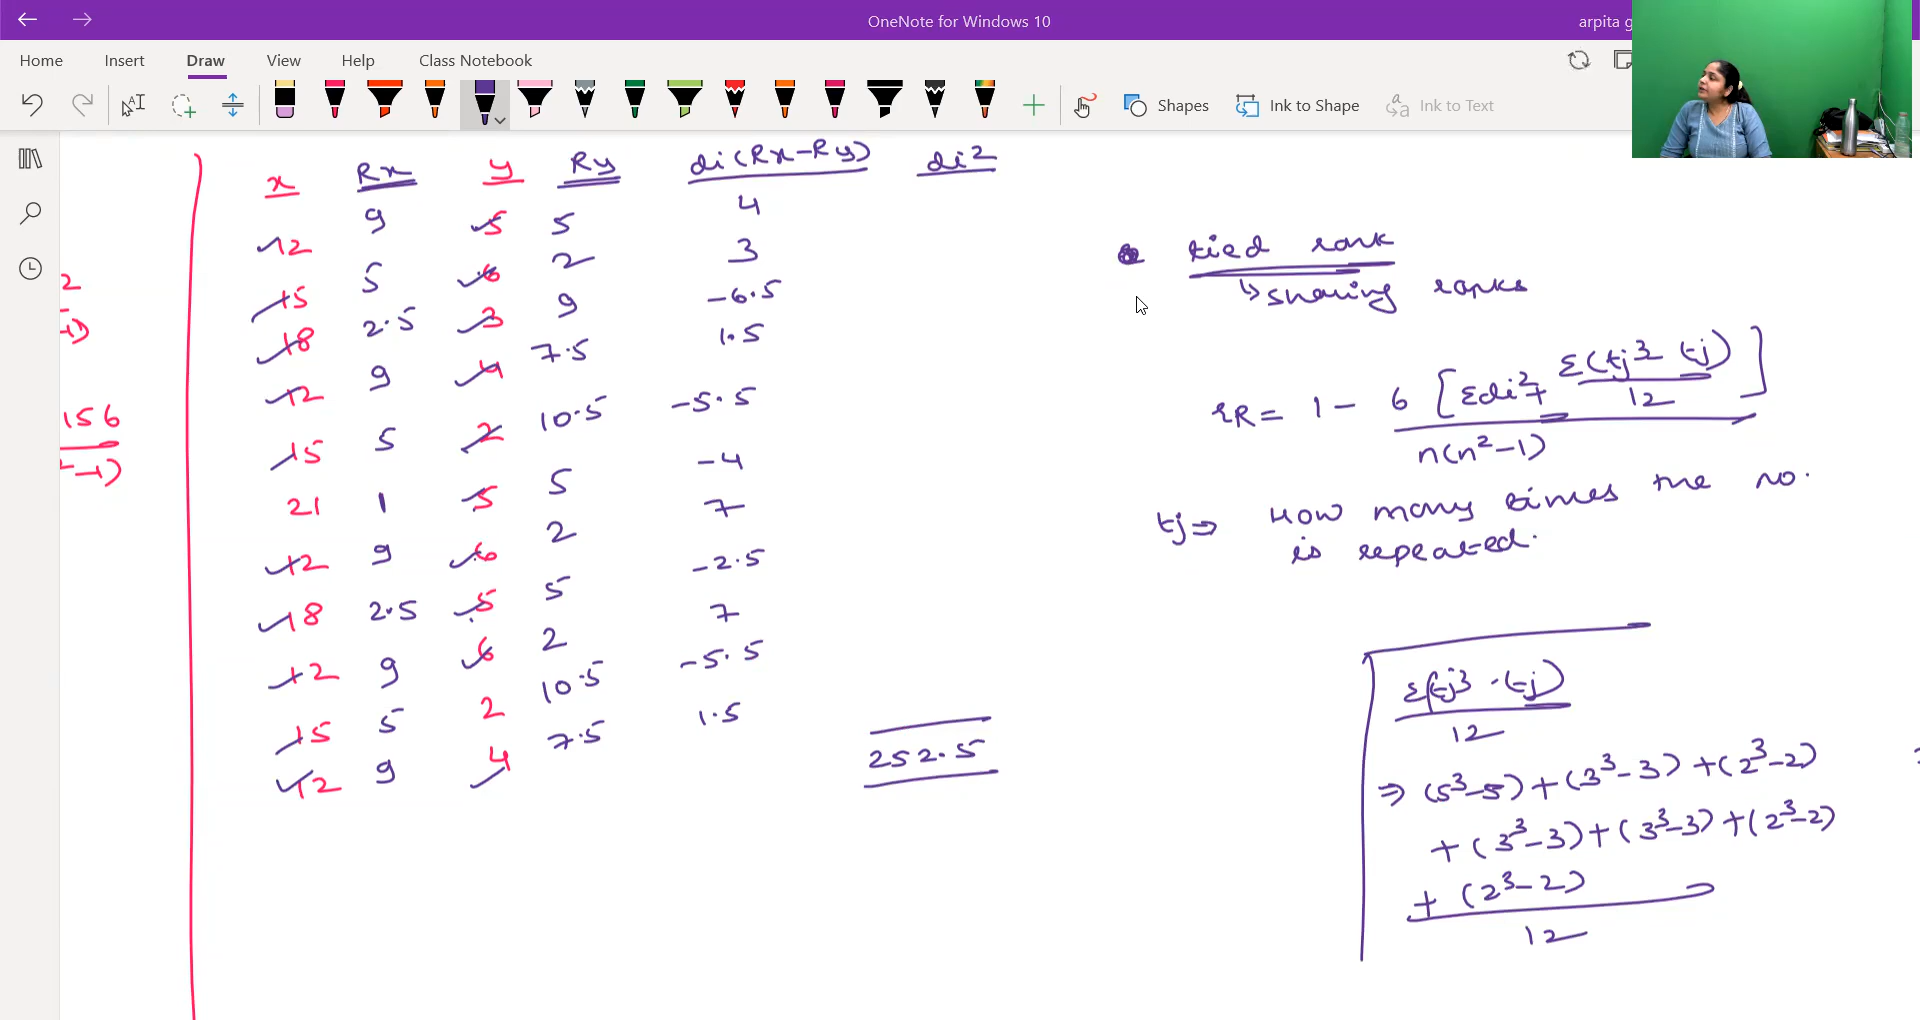 OneNote for Windows 10
arpita g
Home Insert Draw View Help Class Notebook
Shapes Ink to Shape Ink to Text
x Rx y Ry di(Rx-Ry) di²
12 9 5 5 4
15 5 6 2 3
18 2.5 3 9 -6.5
12 9 4 7.5 1.5
15 5 2 10.5 -5.5
21 1 5 5 -4
12 9 6 2 7
18 2.5 5 5 -2.5
12 9 6 2 7
15 5 2 10.5 -5.5
12 9 4 7.5 1.5
252.5
2
-1)
156
²-1)
tied rank
↳ sharing ranks
rR = 1 - 6 [Σdi² + Σ(tj³ - tj)/12] / n(n²-1)
tj ⇒ How many times the no.
is repeated.
Σ(tj³ - tj)
12
⇒ (5³-5)+(3³-3)+(2³-2)
+(3³-3)+(3³-3)+(2³-2)
+(2³-2)
12